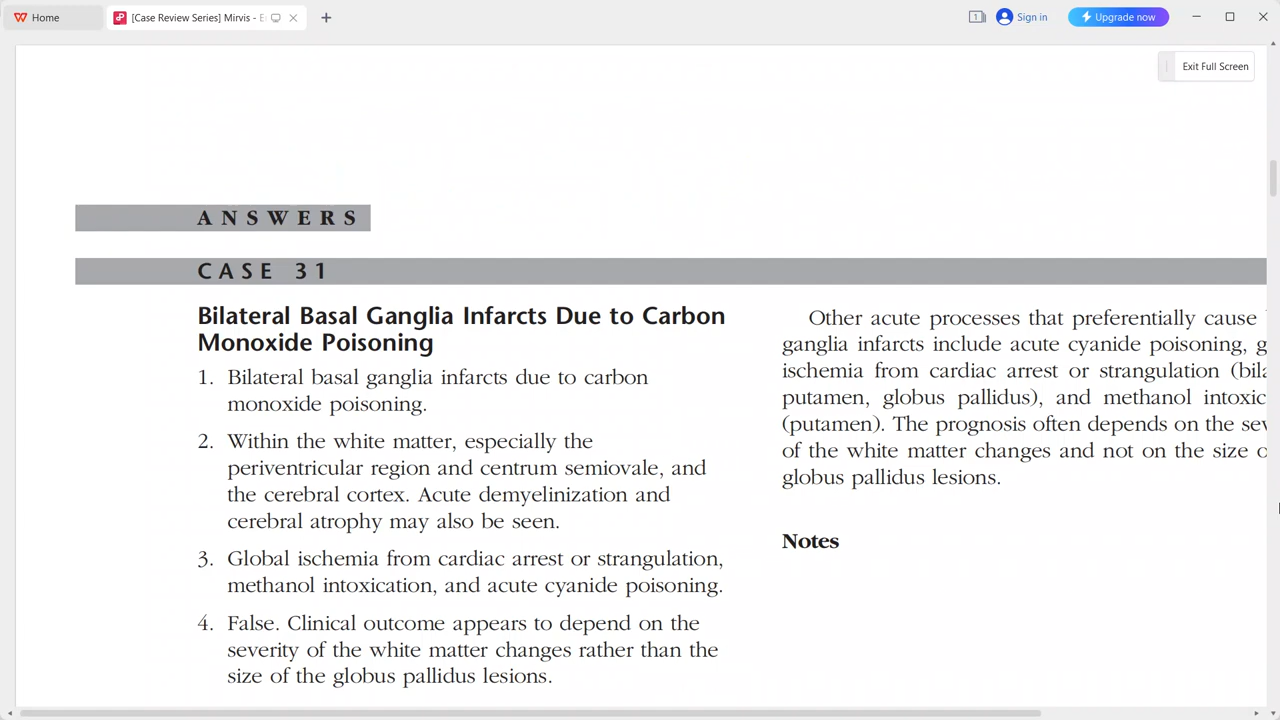 Home
[Case Review Series] Mirvis - E
1
Sign in
Upgrade now
Exit Full Screen
ANSWERS
CASE 31
Bilateral Basal Ganglia Infarcts Due to Carbon
Monoxide Poisoning
1. Bilateral basal ganglia infarcts due to carbon
monoxide poisoning.
2. Within the white matter, especially the
periventricular region and centrum semiovale, and
the cerebral cortex. Acute demyelinization and
cerebral atrophy may also be seen.
3. Global ischemia from cardiac arrest or strangulation,
methanol intoxication, and acute cyanide poisoning.
4. False. Clinical outcome appears to depend on the
severity of the white matter changes rather than the
size of the globus pallidus lesions.
Other acute processes that preferentially cause
ganglia infarcts include acute cyanide poisoning, g
ischemia from cardiac arrest or strangulation (bila
putamen, globus pallidus), and methanol intoxic
(putamen). The prognosis often depends on the sev
of the white matter changes and not on the size o
globus pallidus lesions.
Notes